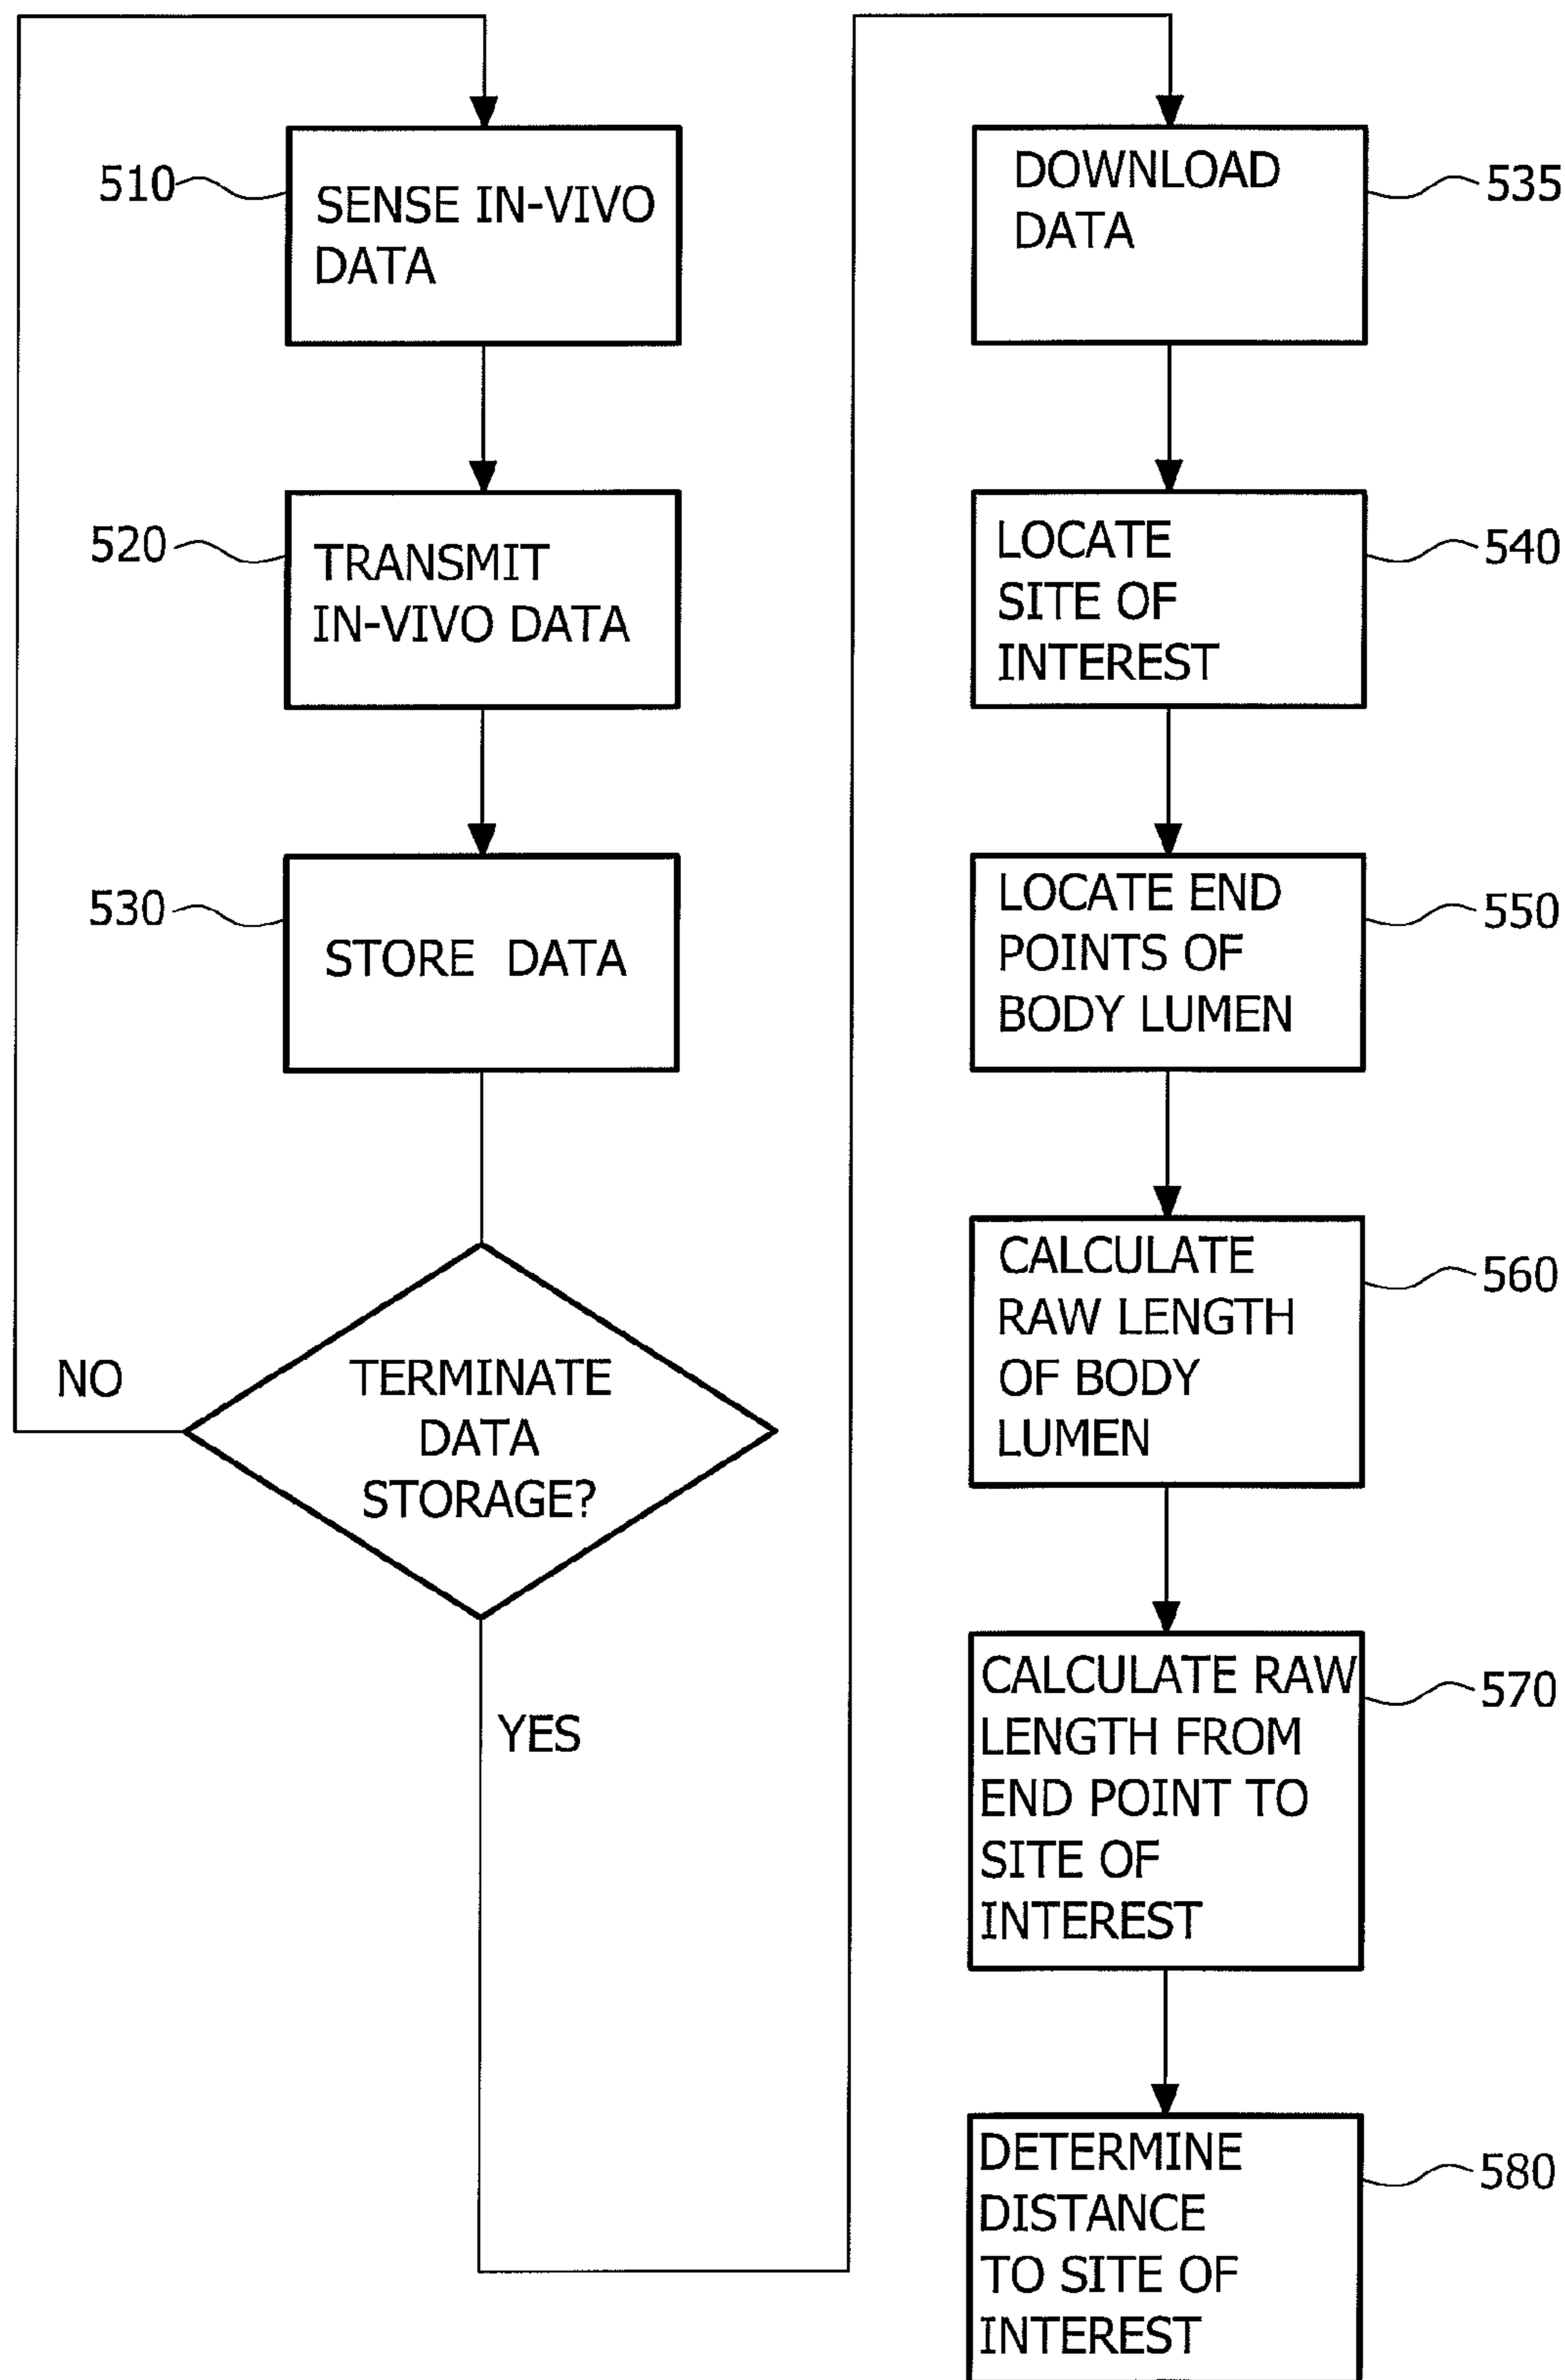 510
SENSE IN-VIVO
DATA
520
TRANSMIT
IN-VIVO DATA
530
STORE DATA
NO
TERMINATE
DATA
STORAGE?
YES
DOWNLOAD
DATA
535
LOCATE
SITE OF
INTEREST
540
LOCATE END
POINTS OF
BODY LUMEN
550
CALCULATE
RAW LENGTH
OF BODY
LUMEN
560
CALCULATE RAW
LENGTH FROM
END POINT TO
SITE OF
INTEREST
570
DETERMINE
DISTANCE
TO SITE OF
INTEREST
580